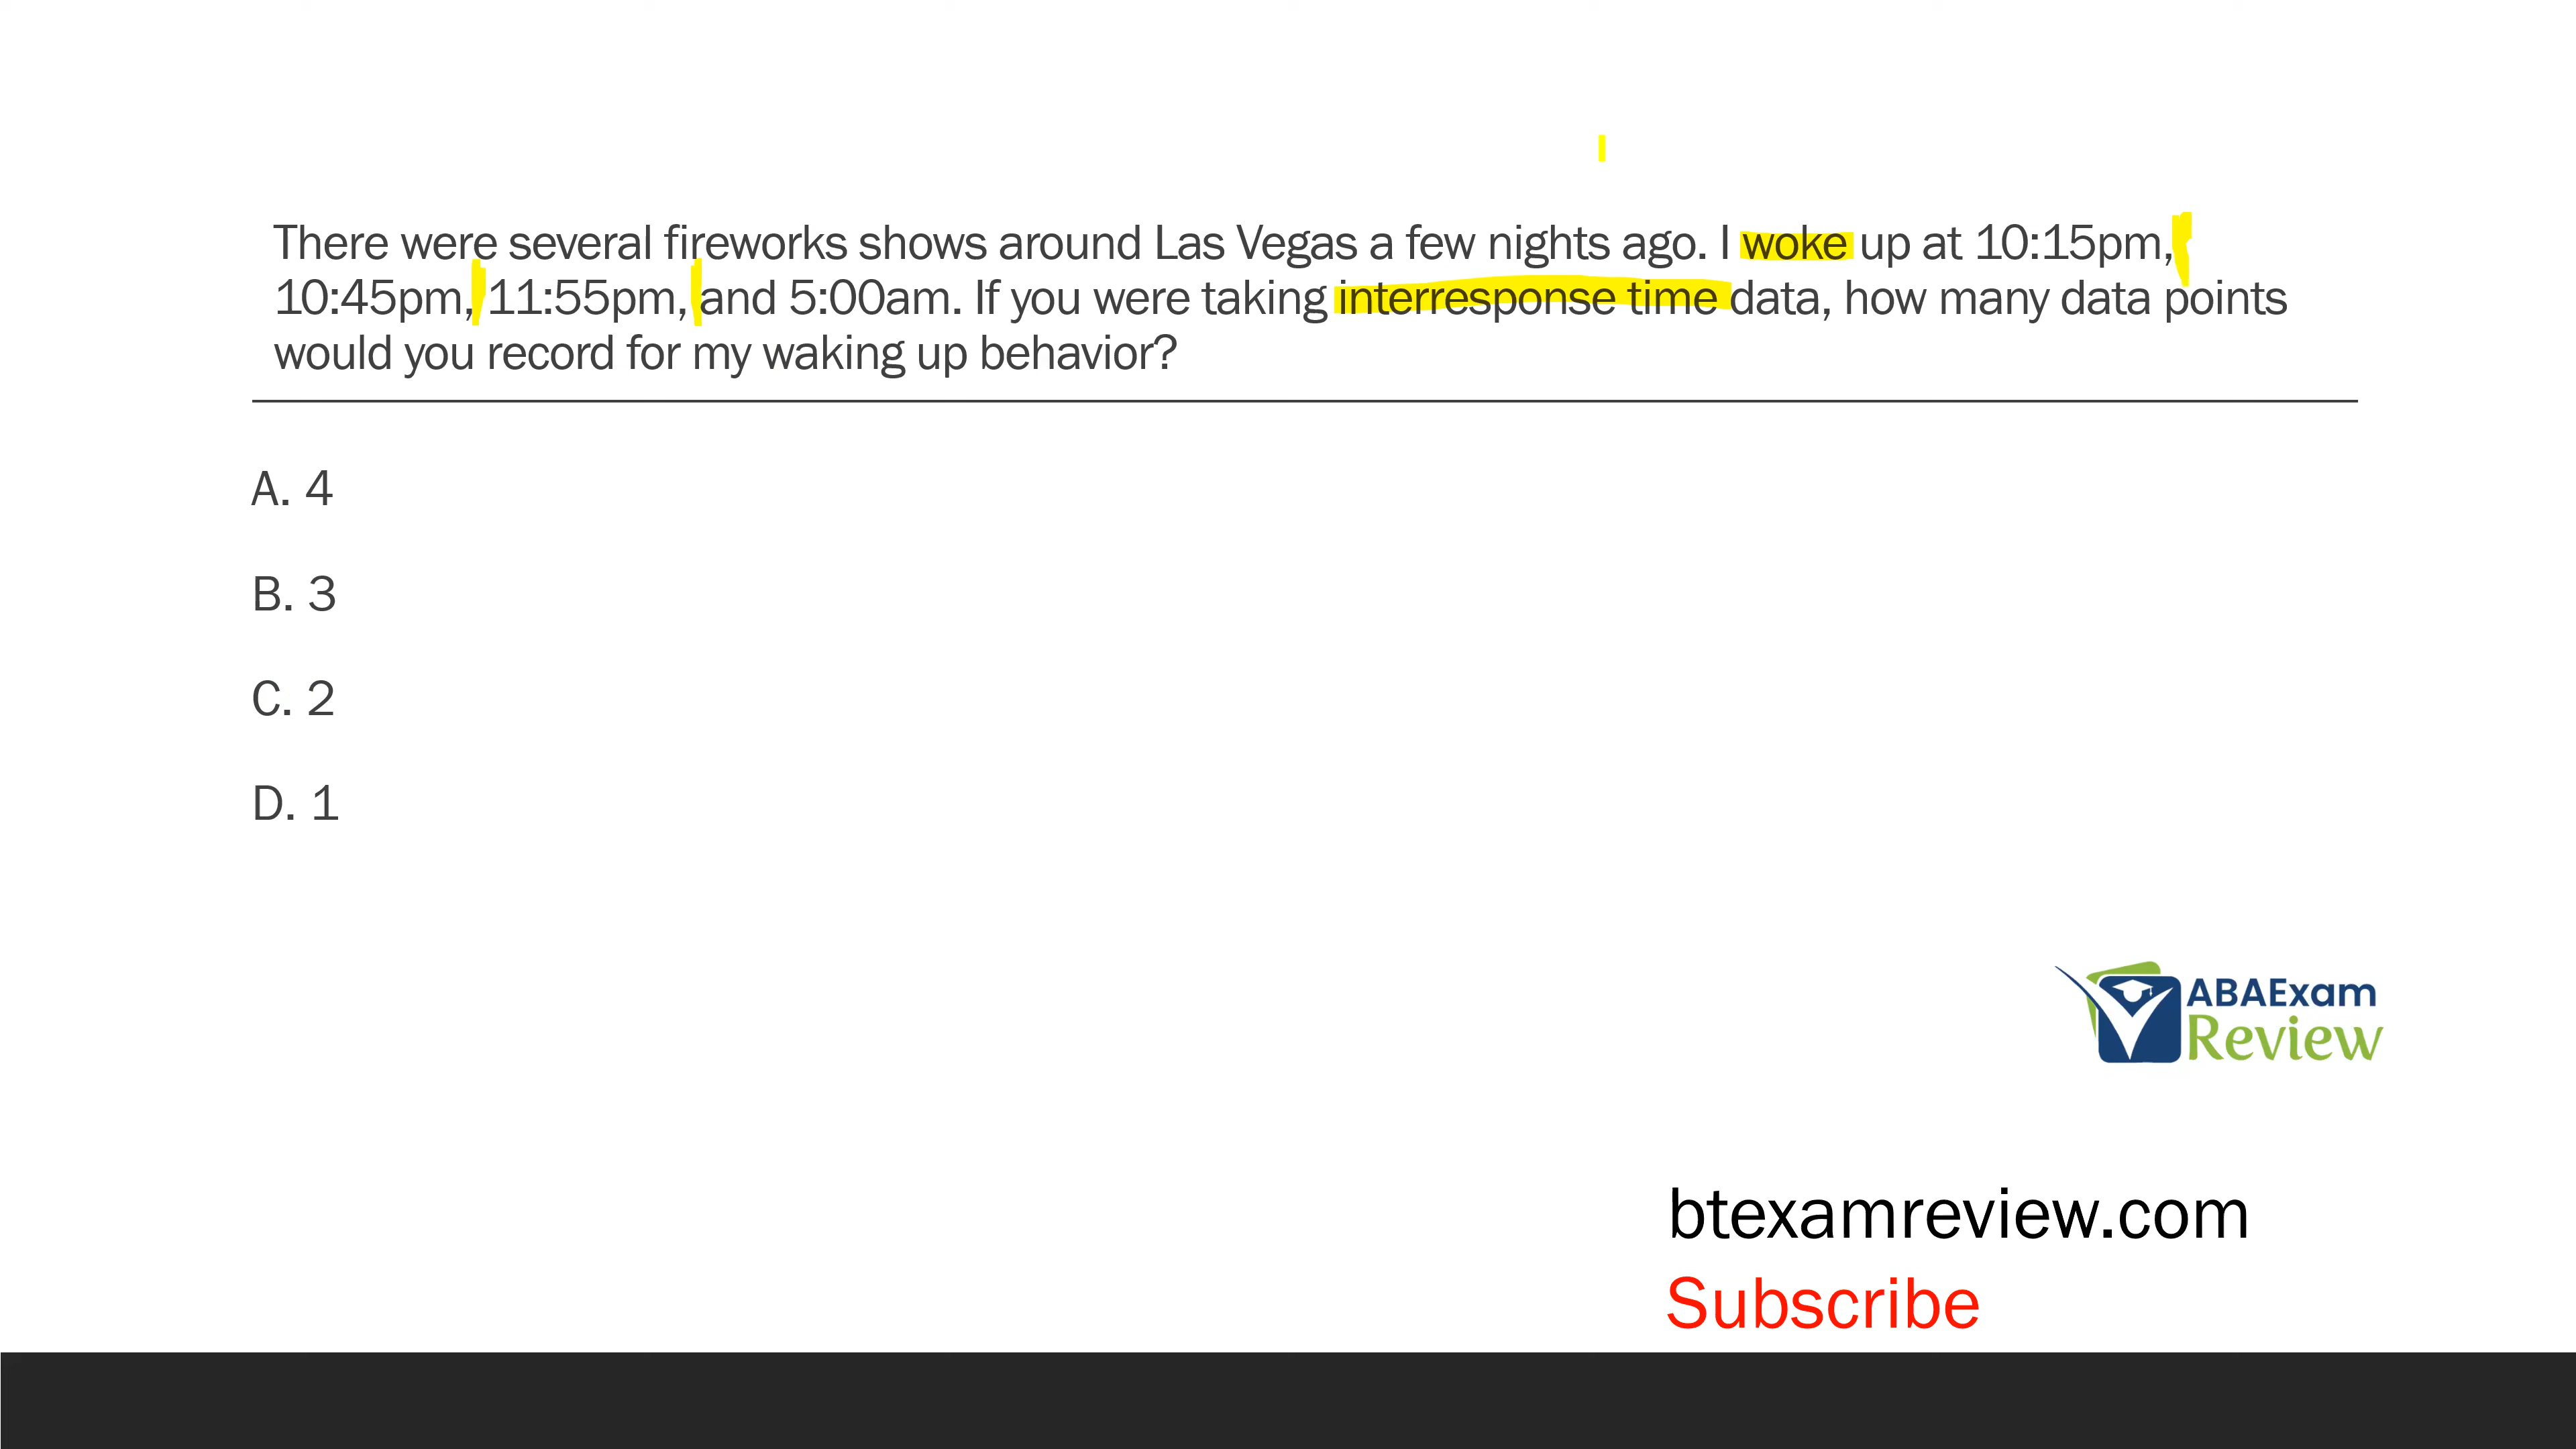 There were several fireworks shows around Las Vegas a few nights ago. I woke up at 10:15pm,
10:45pm, 11:55pm, and 5:00am. If you were taking interresponse time data, how many data points
would you record for my waking up behavior?
A. 4
B. 3
C. 2
D. 1
ABAExam
Review
btexamreview.com
Subscribe